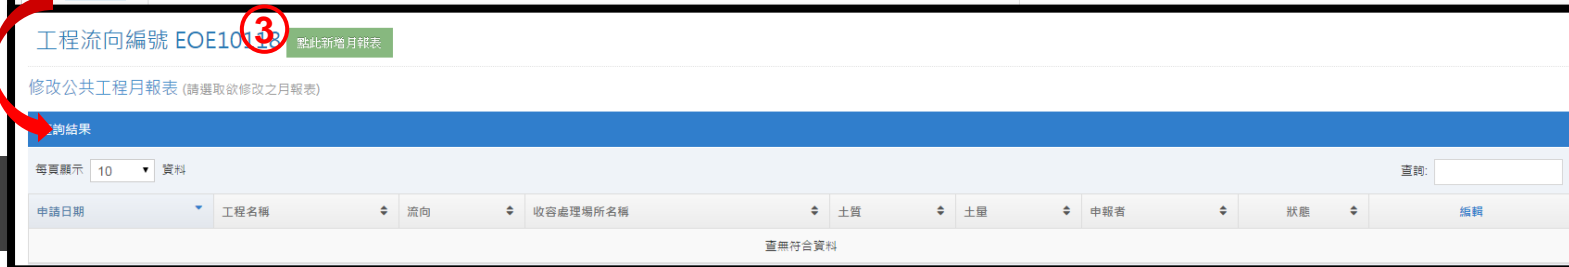 工程流向編號 EOE10118 ③ 點此新增月報表
修改公共工程月報表 (請選取欲修改之月報表)
詢結果
每頁顯示 10 資料 查詢:
申請日期 工程名稱 流向 收容處理場所名稱 土質 土量 申報者 狀態 編輯
查無符合資料